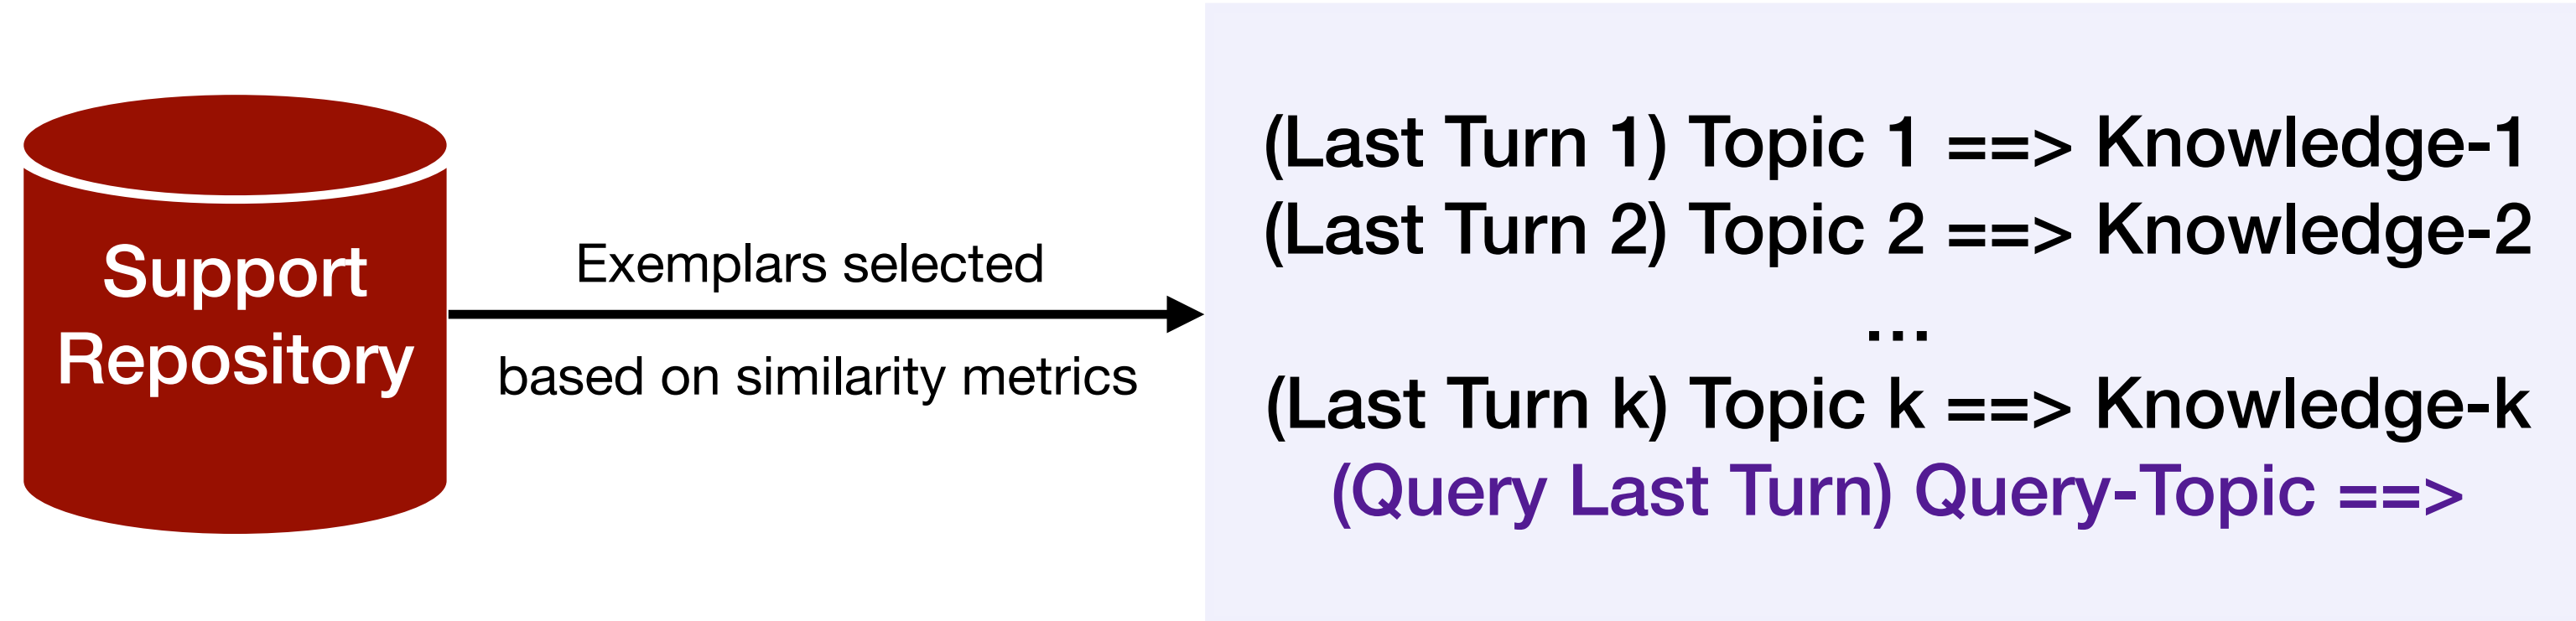 Support
Repository
Exemplars selected
based on similarity metrics
(Last Turn 1) Topic 1 ==> Knowledge-1
(Last Turn 2) Topic 2 ==> Knowledge-2
...
(Last Turn k) Topic k ==> Knowledge-k
(Query Last Turn) Query-Topic ==>